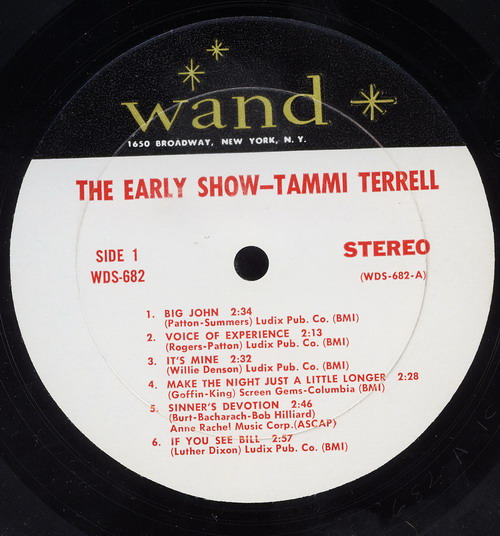 wand
1650 BROADWAY, NEW YORK, N. Y.
THE EARLY SHOW—TAMMI TERRELL
SIDE 1
WDS-682
STEREO
(WDS-682-A)
1. BIG JOHN 2:34
(Patton-Summers) Ludix Pub. Co. (BMI)
2. VOICE OF EXPERIENCE 2:13
(Rogers-Patton) Ludix Pub. Co. (BMI)
3. IT'S MINE 2:32
(Willie Denson) Ludix Pub. Co. (BMI)
4. MAKE THE NIGHT JUST A LITTLE LONGER 2:28
(Goffin-King) Screen Gems-Columbia (BMI)
5. SINNER'S DEVOTION 2:46
(Burt-Bacharach-Bob Hilliard)
Anne Rachel Music Corp.(ASCAP)
6. IF YOU SEE BILL 2:57
(Luther Dixon) Ludix Pub. Co. (BMI)